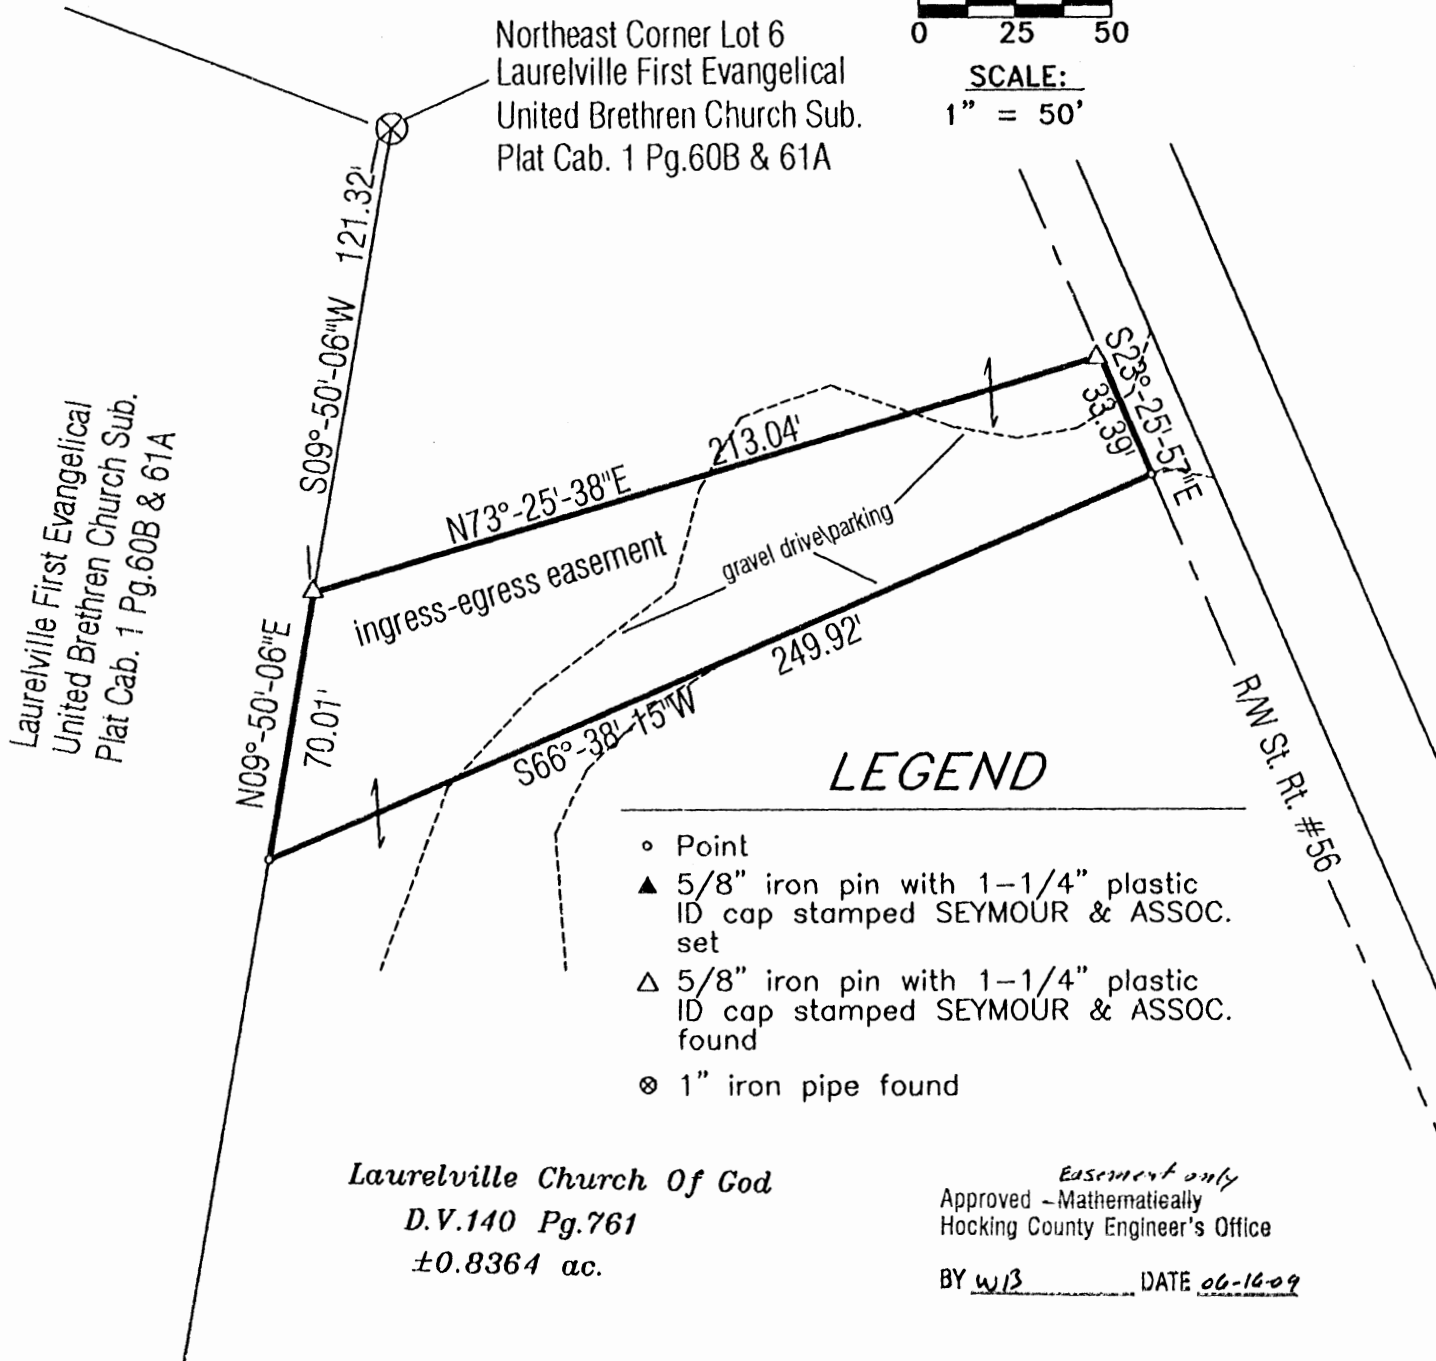 Northeast Corner Lot 6
Laurelville First Evangelical
United Brethren Church Sub.
Plat Cab. 1 Pg.60B & 61A
0 25 50
SCALE:
1" = 50'
121.32'
S09°-50'-06"W
Laurelville First Evangelical
United Brethren Church Sub.
Plat Cab. 1 Pg.60B & 61A
S23°-25'-57"E
33.39'
213.04'
N73°-25'-38"E
ingress-egress easement
gravel drive\parking
N09°-50'-06"E
70.01'
249.92'
S66°-38'-15"W
R/W St. Rt. #56
LEGEND
Point
5/8" iron pin with 1-1/4" plastic
ID cap stamped SEYMOUR & ASSOC.
set
5/8" iron pin with 1-1/4" plastic
ID cap stamped SEYMOUR & ASSOC.
found
1" iron pipe found
Laurelville Church Of God
D.V.140 Pg.761
±0.8364 ac.
Easement only
Approved - Mathematically
Hocking County Engineer's Office
BY WB DATE 06-16-09